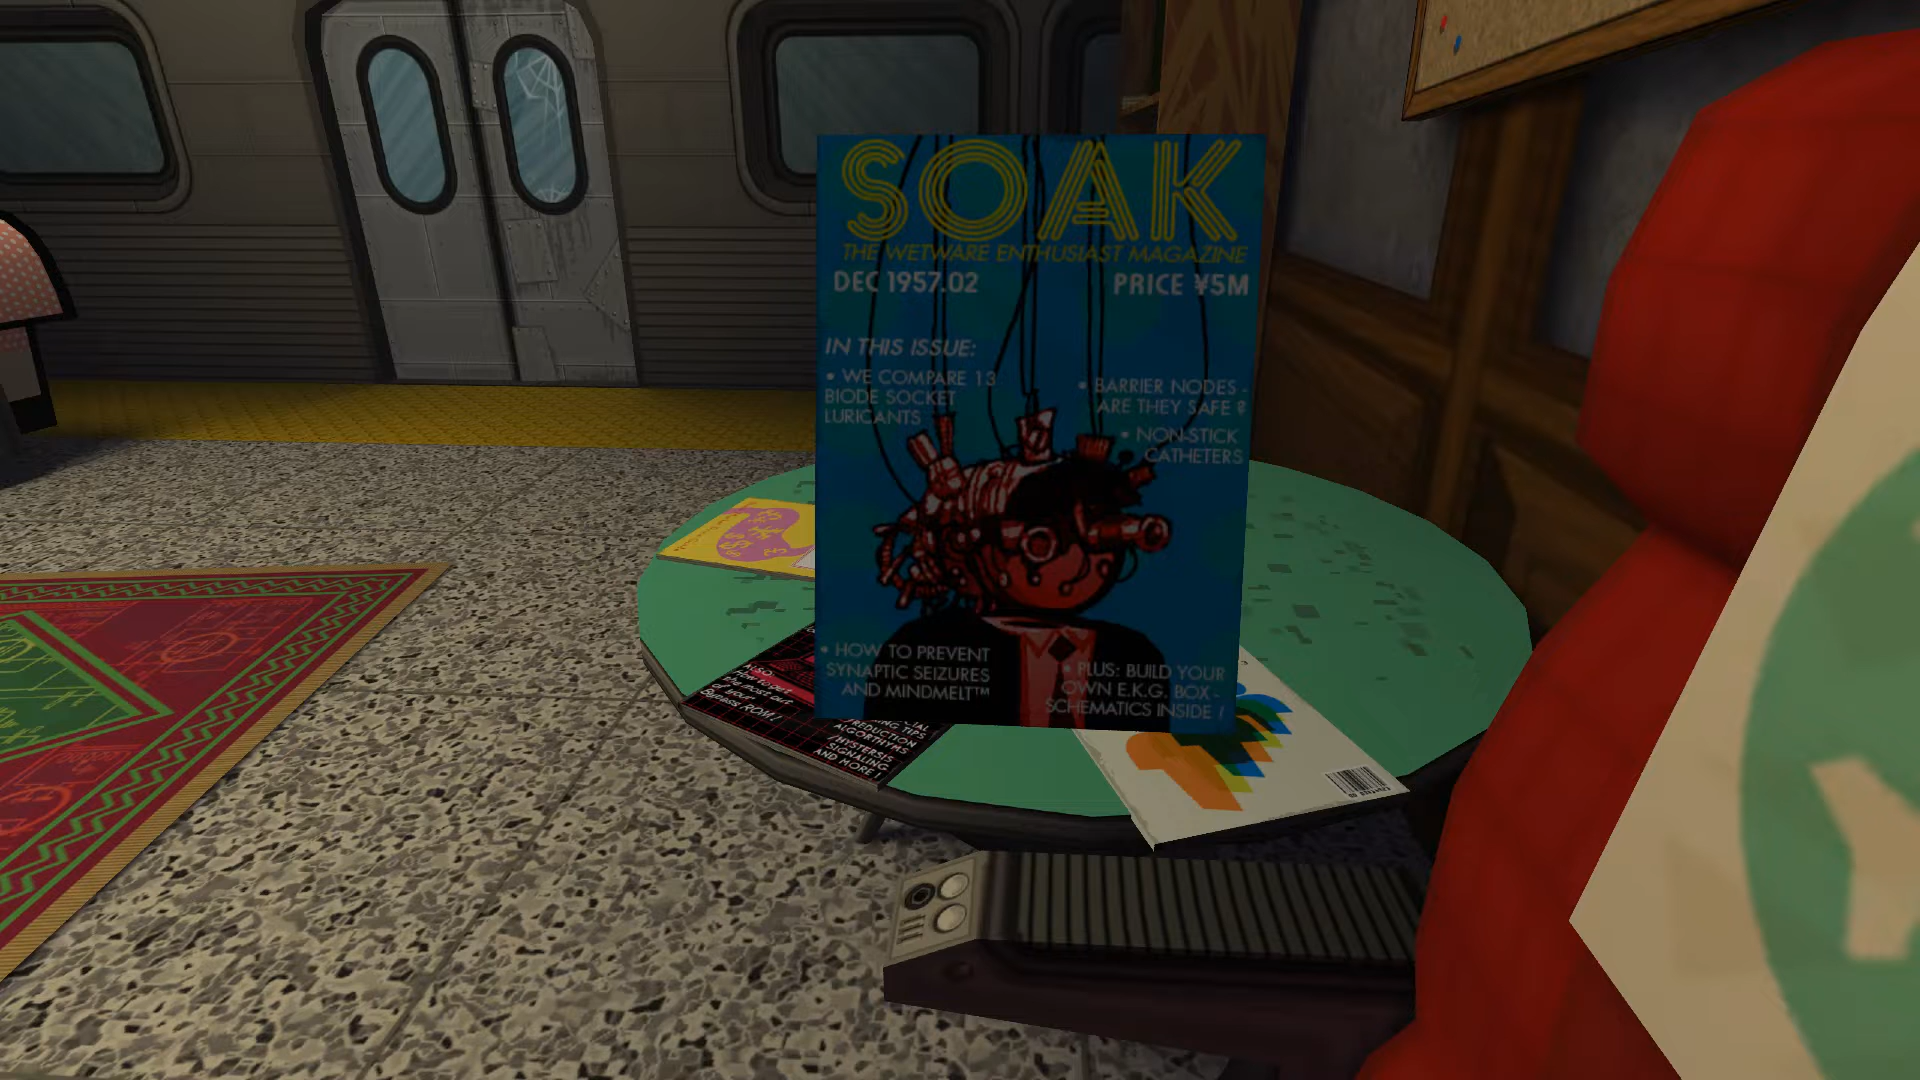 SOAK
THE WETWARE ENTHUSIAST MAGAZINE
DEC 1957.02
PRICE ¥5M
IN THIS ISSUE:
• WE COMPARE 13
BIODE SOCKET
LURICANTS
• BARRIER NODES -
ARE THEY SAFE ?
• NON-STICK
CATHETERS
• HOW TO PREVENT
SYNAPTIC SEIZURES
AND MINDMELT™
• PLUS: BUILD YOUR
OWN E.K.G. BOX -
SCHEMATICS INSIDE !
ALSO:
How to get
the most out
of your
Bypass ROM!
TIPS
REDUCTION
ALGORTHYMS
HYSTERSIS
SIGNALING
AND MORE !